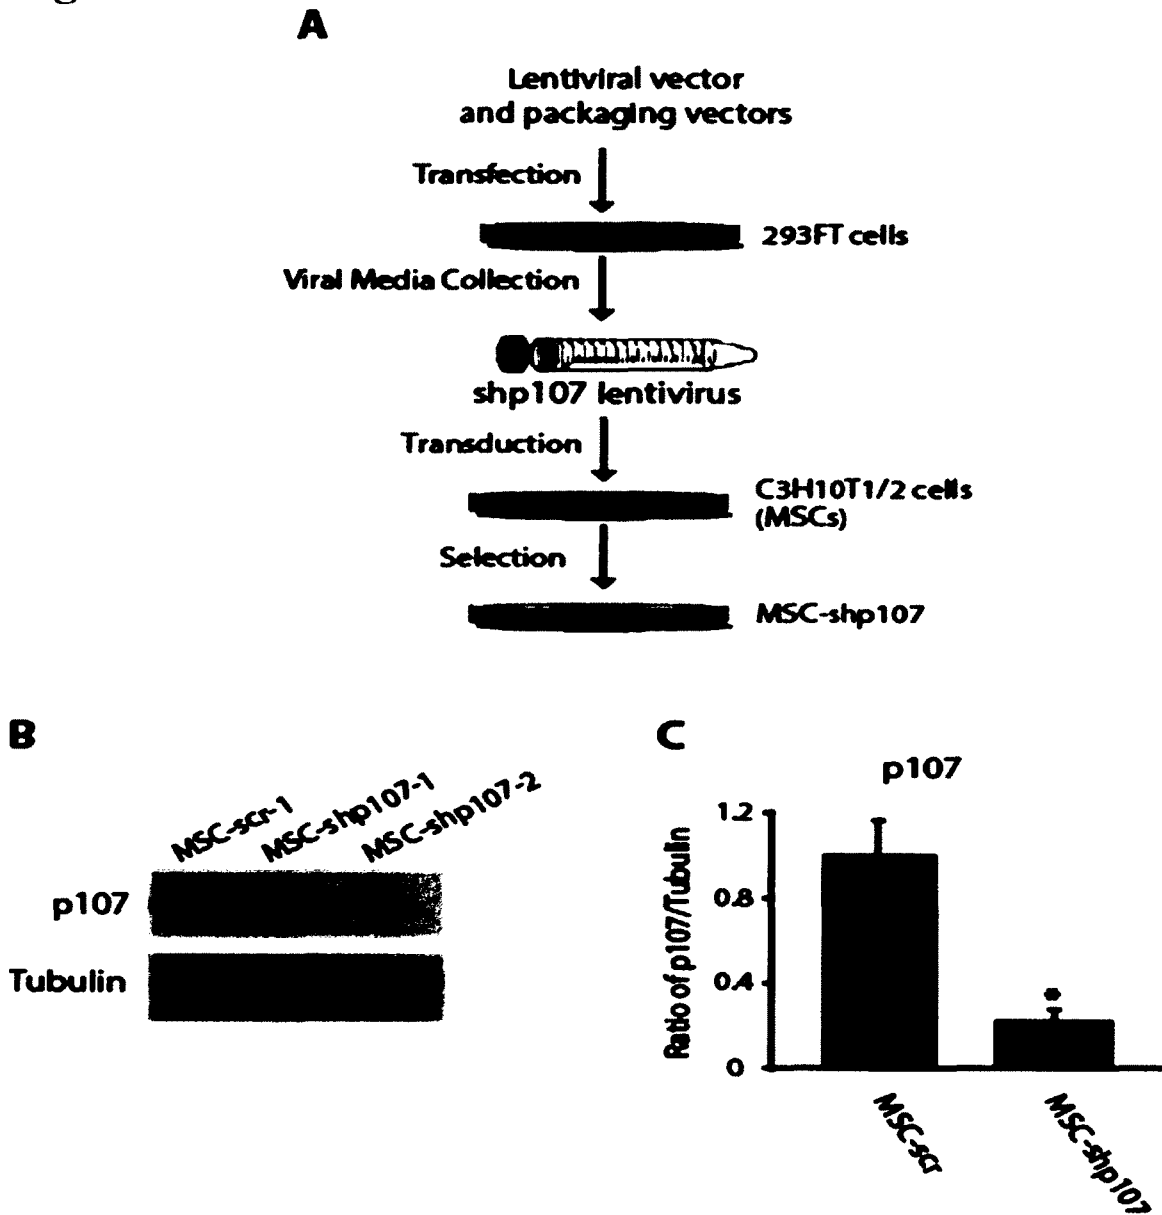 A
Lentiviral vector
and packaging vectors
Transfection
293FT cells
Viral Media Collection
shp107 lentivirus
Transduction
C3H10T1/2 cells
(MSCs)
Selection
MSC-shp107
B
MSC-scr-1
MSC-shp107-1
MSC-shp107-2
p107
Tubulin
C
p107
Ratio of p107/Tubulin
1.2
0.8
0.4
0
*
MSC-scr
MSC-shp107